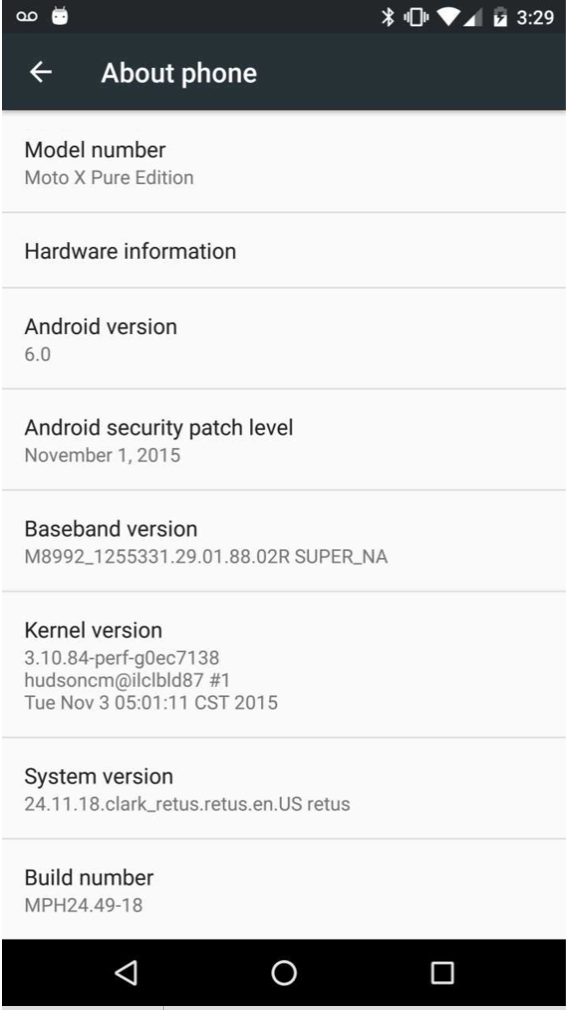 3:29
About phone
Model number
Moto X Pure Edition
Hardware information
Android version
6.0
Android security patch level
November 1, 2015
Baseband version
M8992_1255331.29.01.88.02R SUPER_NA
Kernel version
3.10.84-perf-g0ec7138
hudsoncm@ilclbld87 #1
Tue Nov 3 05:01:11 CST 2015
System version
24.11.18.clark_retus.retus.en.US retus
Build number
MPH24.49-18